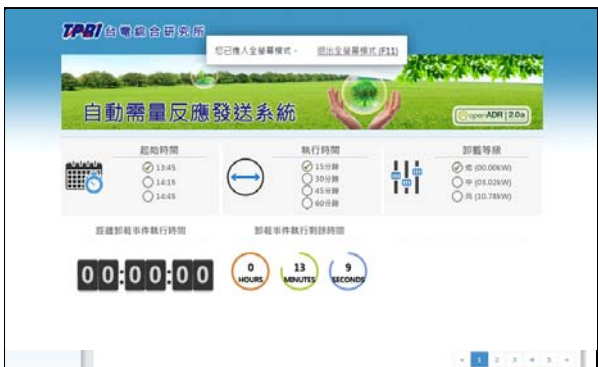 TPRI 台電綜合研究所
您已進入全螢幕模式。 退出全螢幕模式 (F11)
自動需量反應發送系統
openADR 2.0a
起始時間 執行時間 卸載等級
13:45 15分鐘 低 (00.00kW)
14:15 30分鐘 中 (03.02kW)
14:45 45分鐘 高 (10.78kW)
60分鐘
距離卸載事件執行時間 卸載事件執行剩餘時間
00:00:00 0 13 9
HOURS MINUTES SECONDS
« 1 2 3 4 5 »